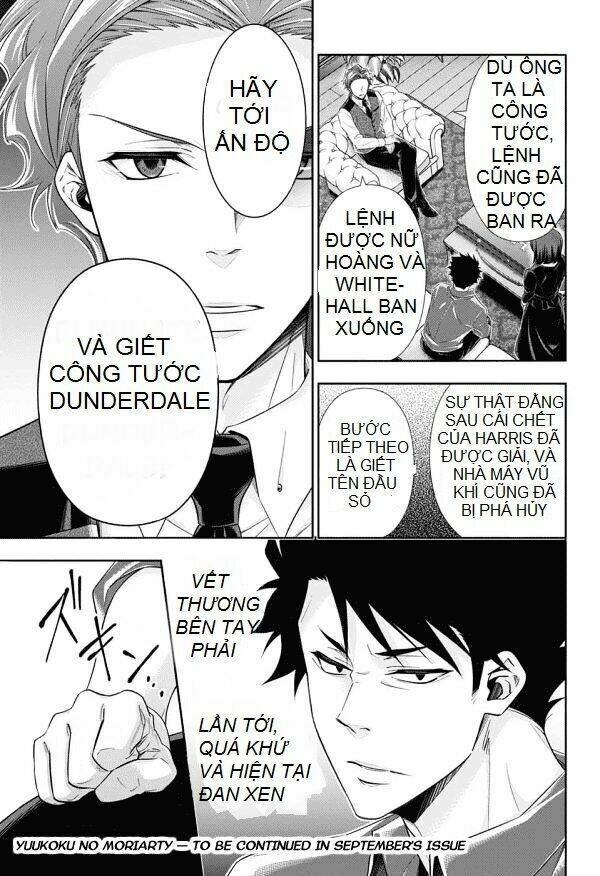 DÙ ÔNG
TA LÀ
CÔNG
TƯỚC,
LỆNH
CŨNG ĐÃ
ĐƯỢC
BAN RA
LỆNH
ĐƯỢC NỮ
HOÀNG VÀ
WHITE-
HALL BAN
XUỐNG
HÃY
TỚI
ẤN ĐỘ
VÀ GIẾT
CÔNG TƯỚC
DUNDERDALE
SỰ THẬT ĐẰNG
SAU CÁI CHẾT
CỦA HARRIS ĐÃ
ĐƯỢC GIẢI, VÀ
NHÀ MÁY VŨ
KHÍ CŨNG ĐÃ
BỊ PHÁ HỦY
BƯỚC
TIẾP THEO
LÀ GIẾT
TÊN ĐẦU
SỎ
VẾT
THƯƠNG
BÊN TAY
PHẢI
LẦN TỚI,
QUÁ KHỨ
VÀ HIỆN TẠI
ĐAN XEN
YUUKOKU NO MORIARTY — TO BE CONTINUED IN SEPTEMBER'S ISSUE